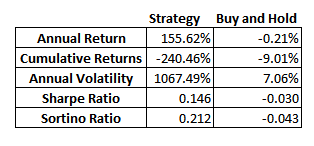 Strategy Buy and Hold
Annual Return 155.62% -0.21%
Cumulative Returns -240.46% -9.01%
Annual Volatility 1067.49% 7.06%
Sharpe Ratio 0.146 -0.030
Sortino Ratio 0.212 -0.043